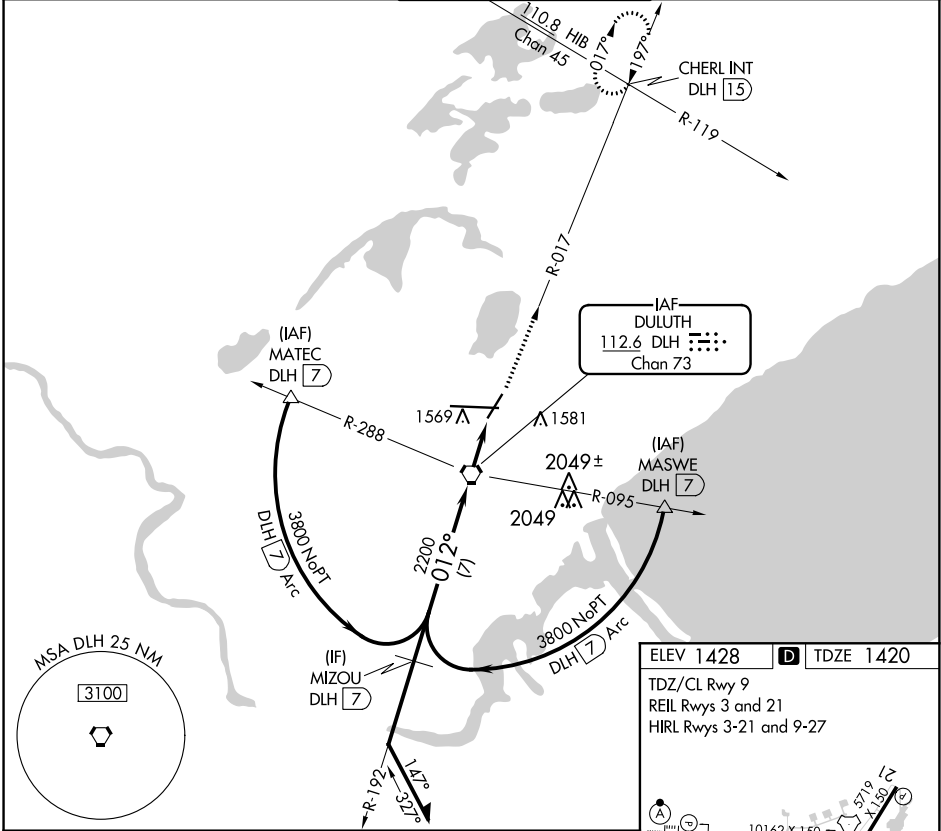 110.8 HIB
Chan 45
017°
197°
CHERL INT
DLH 15
R-119
R-017
IAF
DULUTH
112.6 DLH
Chan 73
(IAF)
MATEC
DLH 7
R-288
1569
1581
2049±
2049
R-095
(IAF)
MASWE
DLH 7
3800 NoPT
DLH 7 Arc
2200
012°
(7)
3800 NoPT
DLH 7 Arc
(IF)
MIZOU
DLH 7
R-192
147°
327°
MSA DLH 25 NM
3100
ELEV 1428
D
TDZE 1420
TDZ/CL Rwy 9
REIL Rwys 3 and 21
HIRL Rwys 3-21 and 9-27
21
P
5719
X 150
A
P
10162 X 150